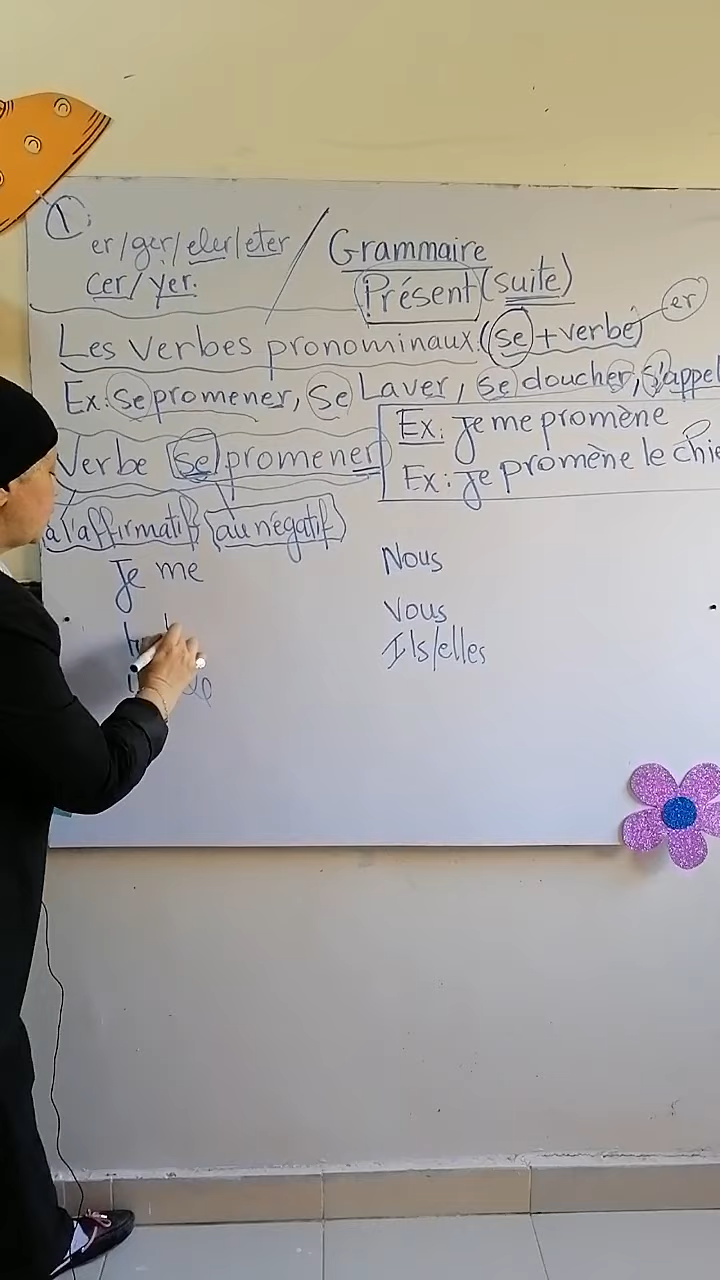 1
er/ger/eler/eter
cer/yer.
Grammaire
Présent (suite)
Les verbes pronominaux.(se+verbe) er
Ex: se promener, se Laver, se doucher, s'appel
Verbe se promener
Ex: Je me promène
Ex: Je promène le chie
à l'affirmatif au négatif
Je me
Nous
Vous
Ils/elles